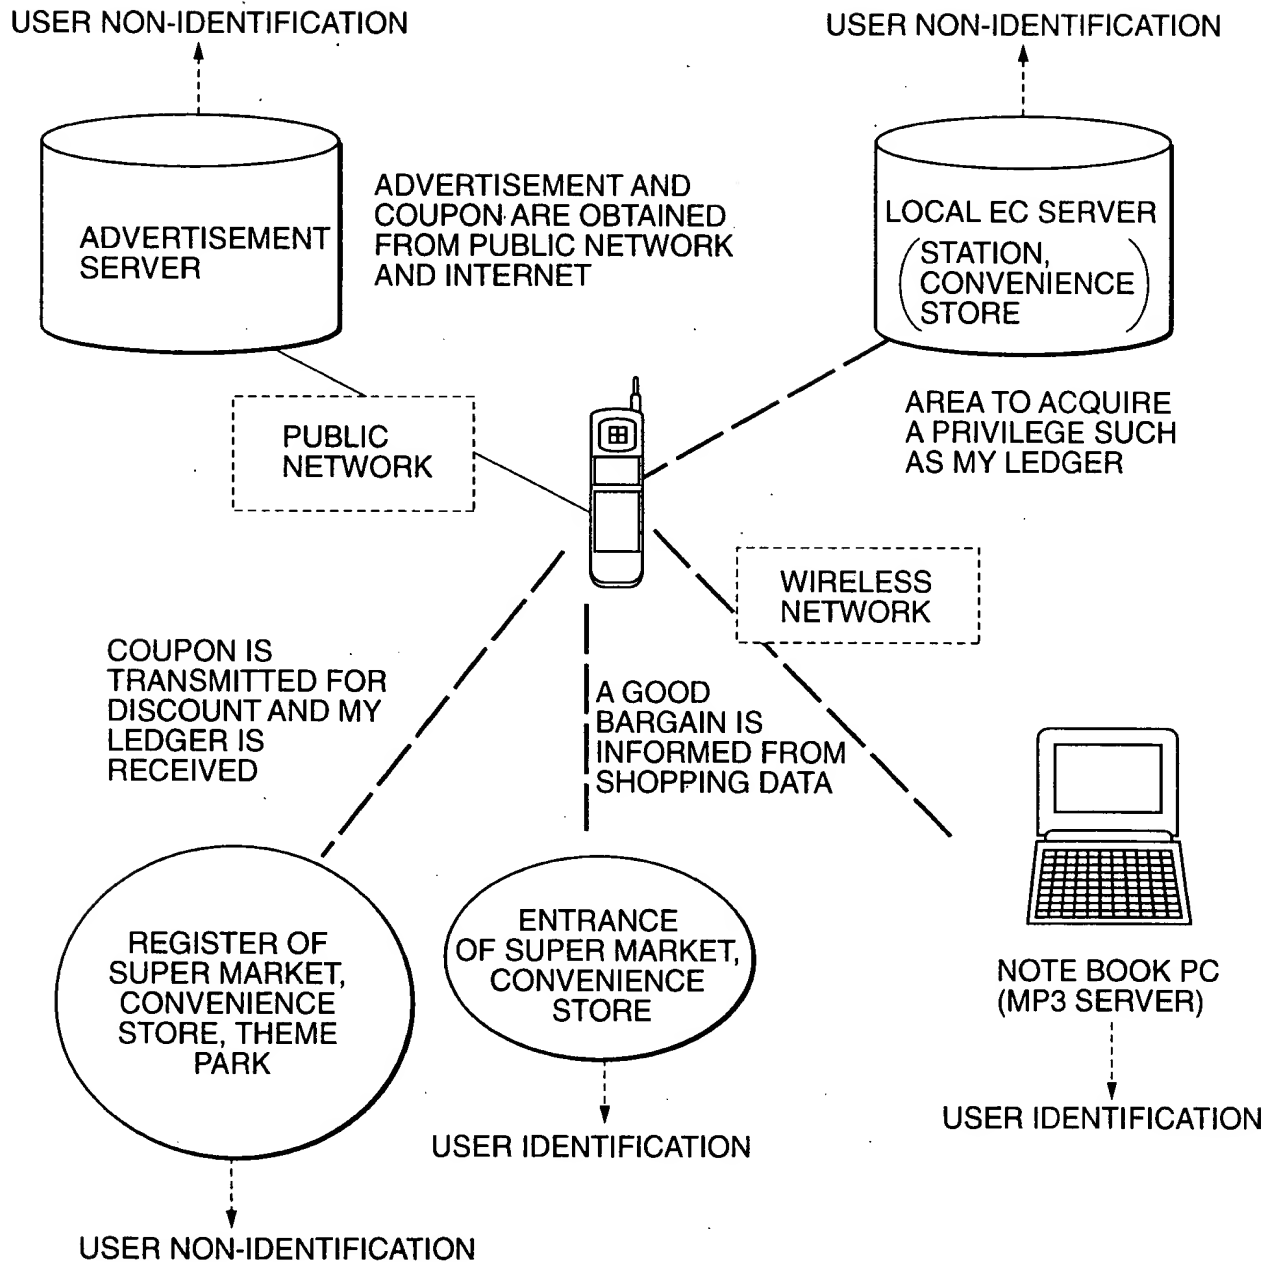 USER NON-IDENTIFICATION
USER NON-IDENTIFICATION
ADVERTISEMENT
SERVER
ADVERTISEMENT AND
COUPON ARE OBTAINED
FROM PUBLIC NETWORK
AND INTERNET
LOCAL EC SERVER
(STATION,
CONVENIENCE
STORE)
PUBLIC
NETWORK
AREA TO ACQUIRE
A PRIVILEGE SUCH
AS MY LEDGER
WIRELESS
NETWORK
COUPON IS
TRANSMITTED FOR
DISCOUNT AND MY
LEDGER IS
RECEIVED
A GOOD
BARGAIN IS
INFORMED FROM
SHOPPING DATA
REGISTER OF
SUPER MARKET,
CONVENIENCE
STORE, THEME
PARK
ENTRANCE
OF SUPER MARKET,
CONVENIENCE
STORE
NOTE BOOK PC
(MP3 SERVER)
USER IDENTIFICATION
USER IDENTIFICATION
USER NON-IDENTIFICATION